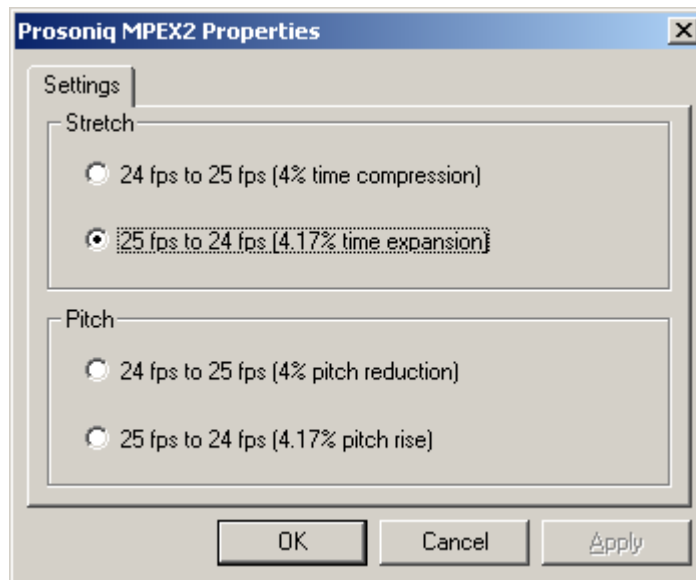 Prosoniq MPEX2 Properties
Settings
Stretch
24 fps to 25 fps (4% time compression)
25 fps to 24 fps (4.17% time expansion)
Pitch
24 fps to 25 fps (4% pitch reduction)
25 fps to 24 fps (4.17% pitch rise)
OK Cancel Apply